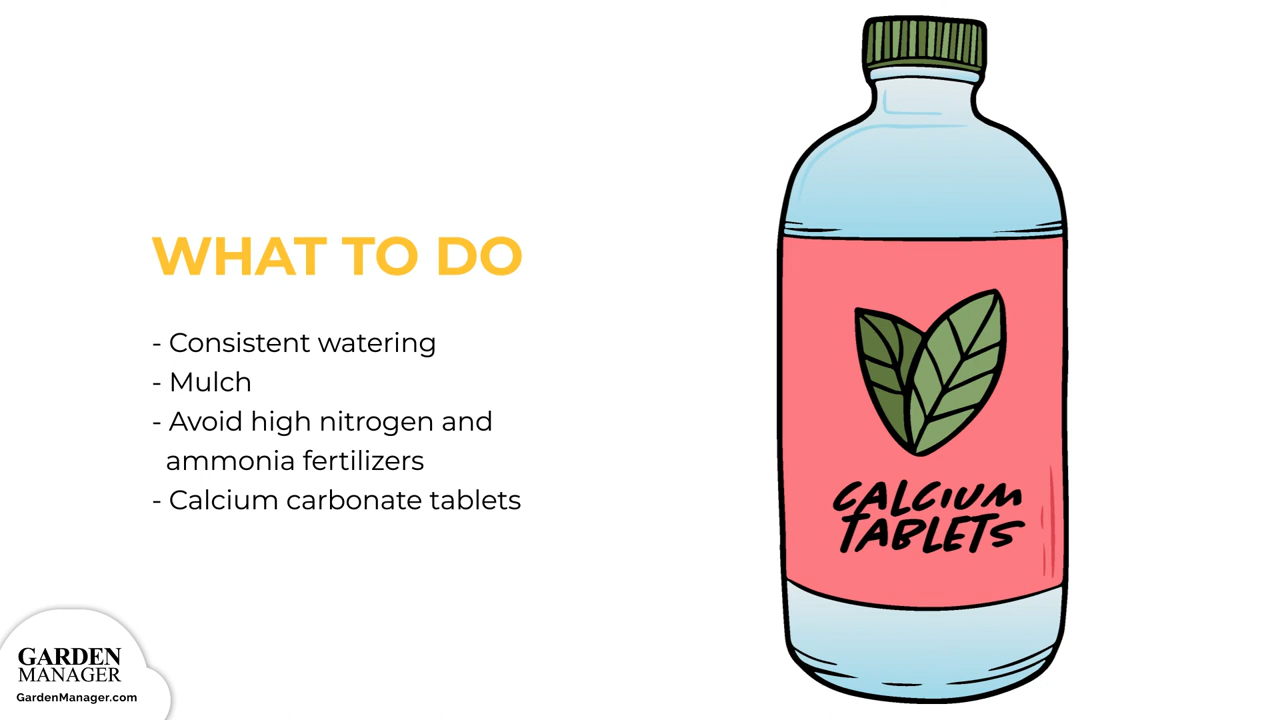 WHAT TO DO
- Consistent watering
- Mulch
- Avoid high nitrogen and
ammonia fertilizers
- Calcium carbonate tablets
CALCIUM
TABLETS
GARDEN
MANAGER
GardenManager.com